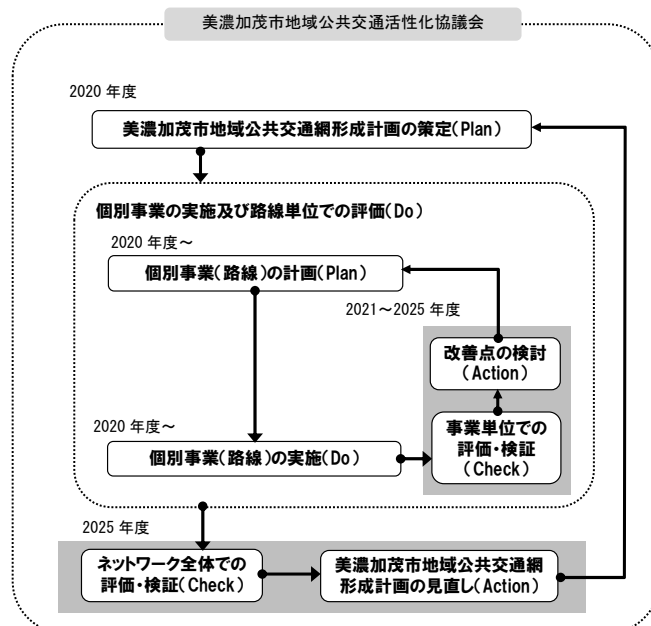 美濃加茂市地域公共交通活性化協議会
2020 年度
美濃加茂市地域公共交通網形成計画の策定(Plan)
個別事業の実施及び路線単位での評価(Do)
2020 年度～
個別事業(路線)の計画(Plan)
2021～2025 年度
改善点の検討
(Action)
2020 年度～
個別事業(路線)の実施(Do)
事業単位での
評価・検証
(Check)
2025 年度
ネットワーク全体での
評価・検証(Check)
美濃加茂市地域公共交通網
形成計画の見直し(Action)